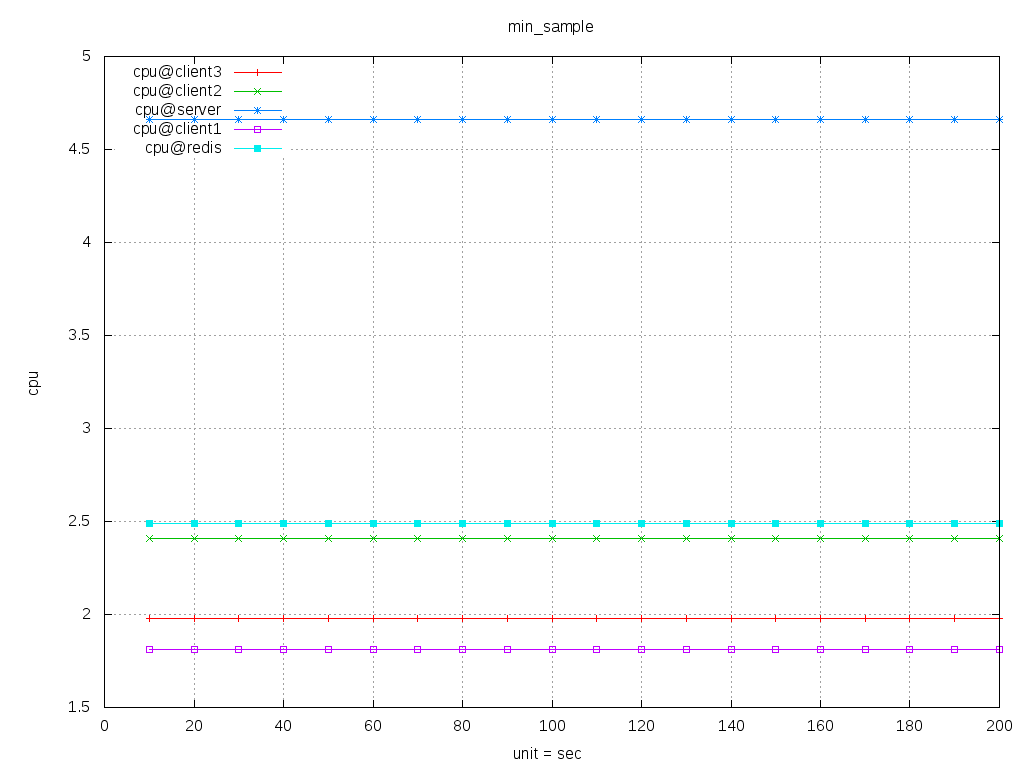 min_sample
5
4.5
4
3.5
3
2.5
2
1.5
cpu
cpu@client3
cpu@client2
cpu@server
cpu@client1
cpu@redis
0 20 40 60 80 100 120 140 160 180 200
unit = sec